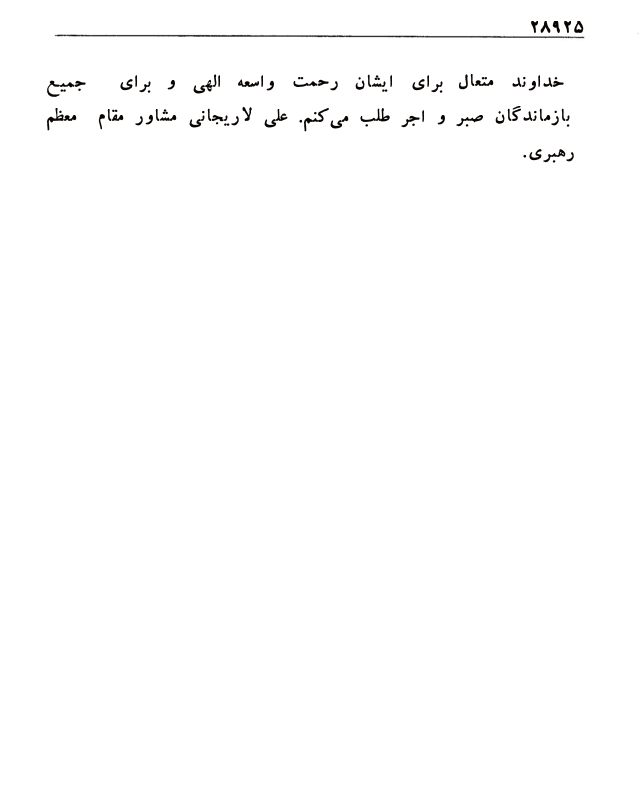 ۲۸۹۲۵
خداوند متعال برای ایشان رحمت واسعه الهی و برای جمیع
بازماندگان صبر و اجر طلب می‌کنم. علی لاریجانی مشاور مقام معظم
رهبری.